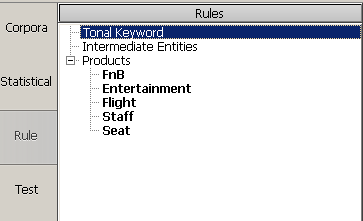 Corpora
Statistical
Rule
Test
Rules
Tonal Keyword
Intermediate Entities
Products
FnB
Entertainment
Flight
Staff
Seat